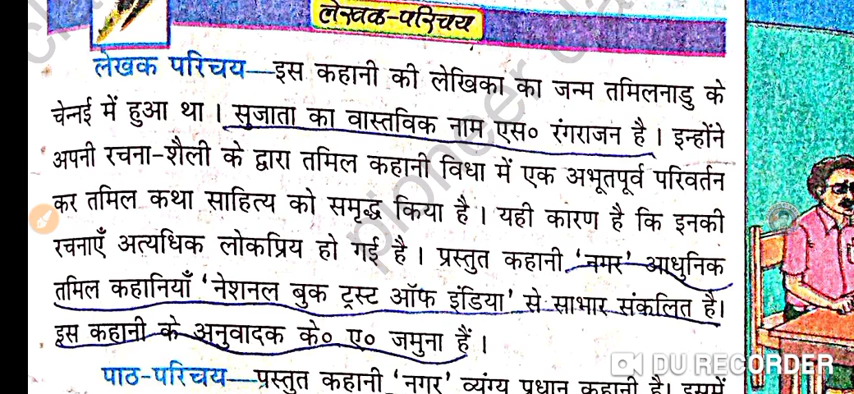 लेखक-परिचय
लेखक परिचय—इस कहानी की लेखिका का जन्म तमिलनाडु के
चेन्नई में हुआ था। सुजाता का वास्तविक नाम एस० रंगराजन है। इन्होंने
अपनी रचना-शैली के द्वारा तमिल कहानी विधा में एक अभूतपूर्व परिवर्तन
कर तमिल कथा साहित्य को समृद्ध किया है। यही कारण है कि इनकी
रचनाएँ अत्यधिक लोकप्रिय हो गई है। प्रस्तुत कहानी 'नगर' आधुनिक
तमिल कहानियाँ 'नेशनल बुक ट्रस्ट ऑफ इंडिया' से साभार संकलित है।
इस कहानी के अनुवादक के० ए० जमुना हैं।
DU RECORDER
पाठ-परिचय—प्रस्तुत कहानी 'नगर' व्यंग्य प्रधान कहानी है। इसमें
pioneer